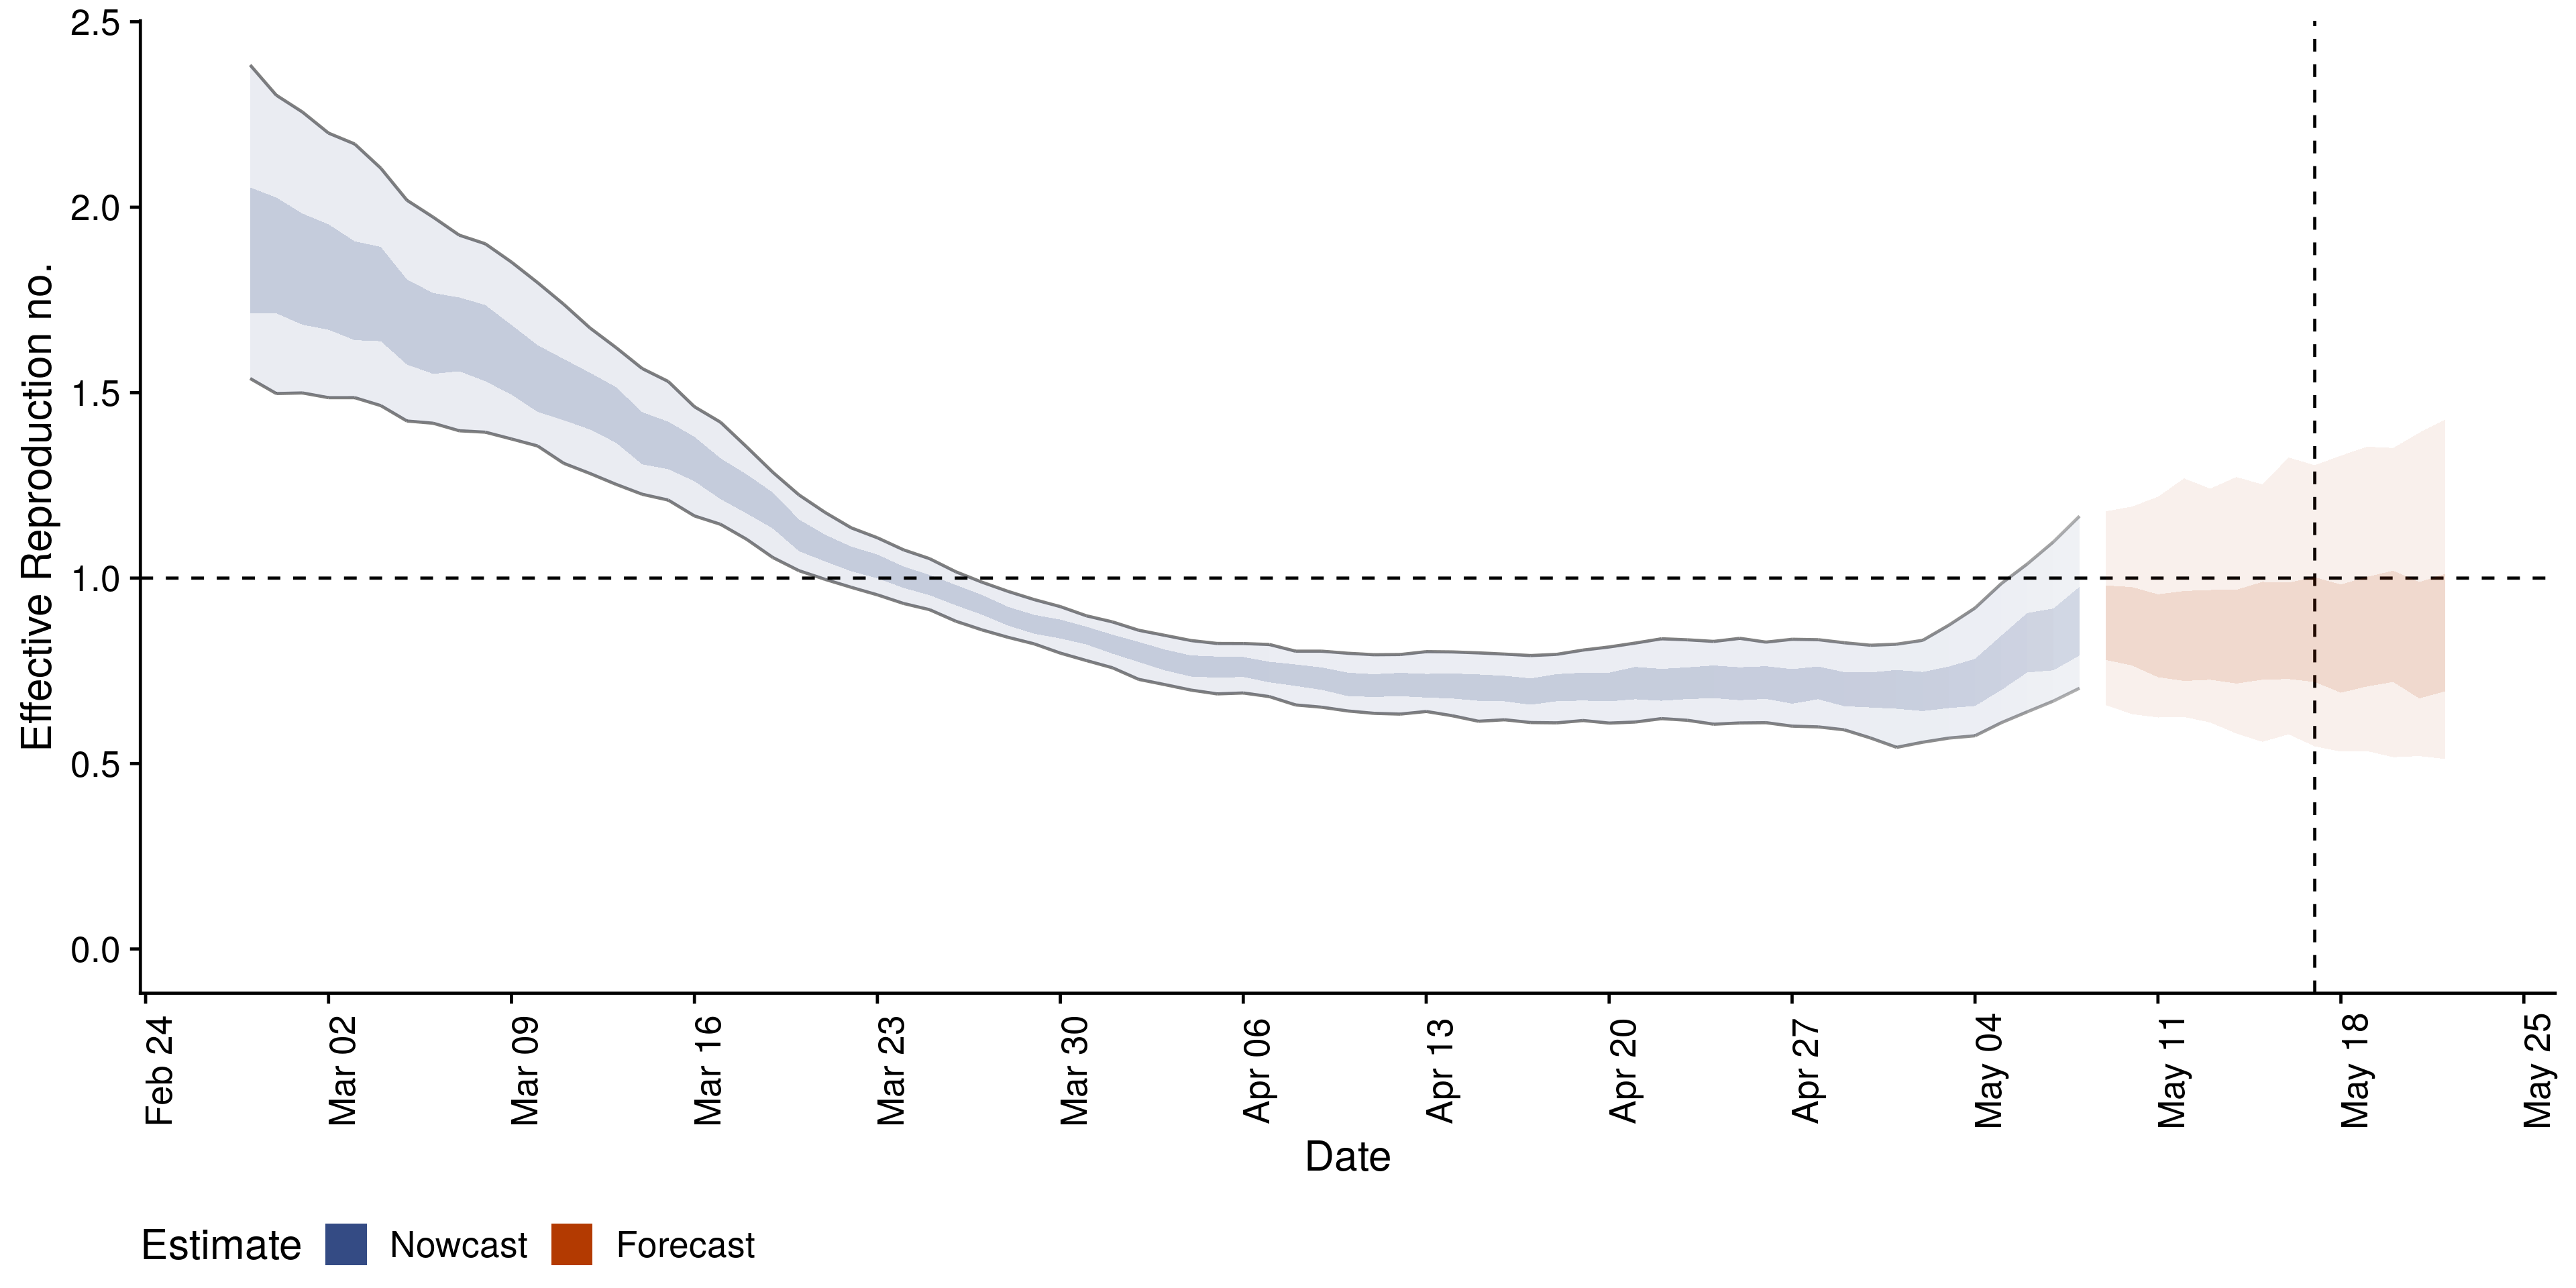 Effective Reproduction no.
2.5
2.0
1.5
1.0
0.5
0.0
Feb 24
Mar 02
Mar 09
Mar 16
Mar 23
Mar 30
Apr 06
Apr 13
Apr 20
Apr 27
May 04
May 11
May 18
May 25
Date
Estimate Nowcast Forecast